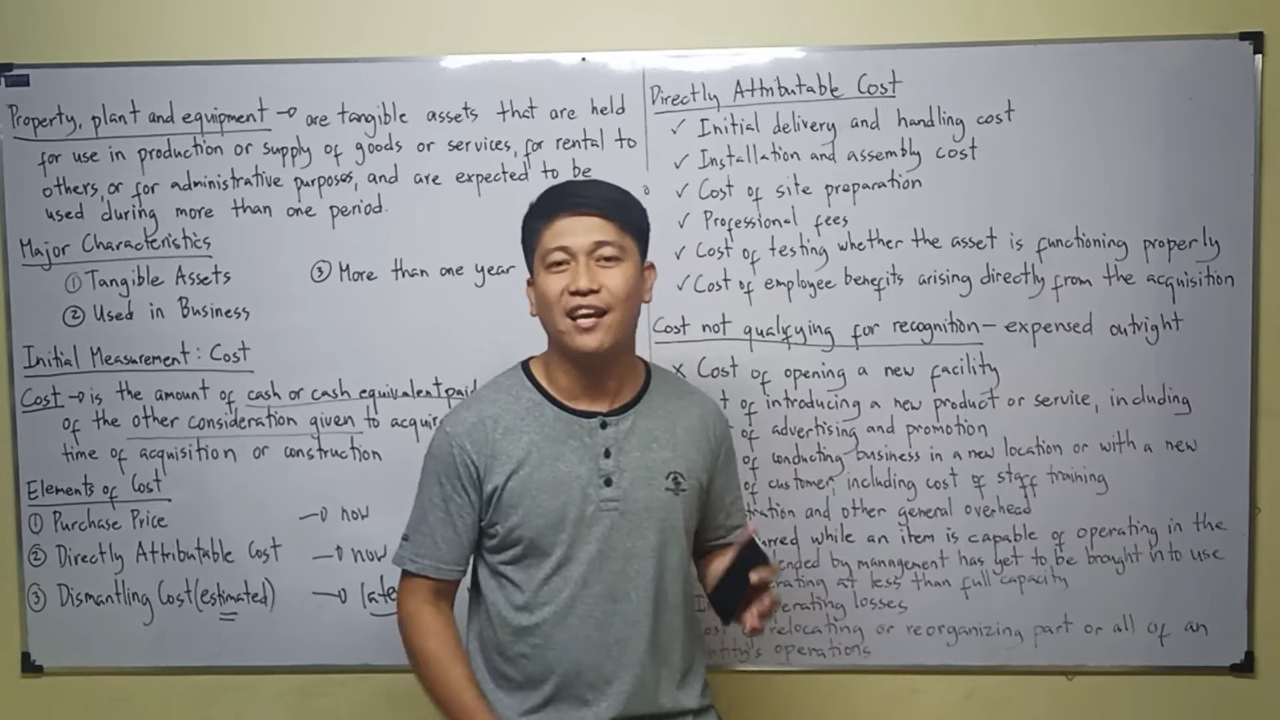 Property, plant and equipment → are tangible assets that are held
for use in production or supply of goods or services, for rental to
others, or for administrative purposes, and are expected to be
used during more than one period.
Major Characteristics
① Tangible Assets
② Used in Business
③ More than one year
Initial Measurement: Cost
Cost → is the amount of cash or cash equivalent paid
of the other consideration given to
time of acquisition or construction
Elements of Cost
① Purchase Price → now
② Directly Attributable Cost → now
③ Dismantling Cost (estimated) →
Directly Attributable Cost
✓ Initial delivery and handling cost
✓ Installation and assembly cost
✓ Cost of site preparation
✓ Professional fees
✓ Cost of testing whether the asset is functioning properly
✓ Cost of employee benefits arising directly from the acquisition
Cost not qualifying for recognition - expensed outright
x Cost of opening a new facility
of introducing a new product or service, including
of advertising and promotion
of conducting business in a new location or with a new
of customer, including cost of staff training
and other general overhead
while an item is capable of operating in the
by management has yet to be brought into use
at less than full capacity
losses
relocating or reorganizing part or all of an
operations